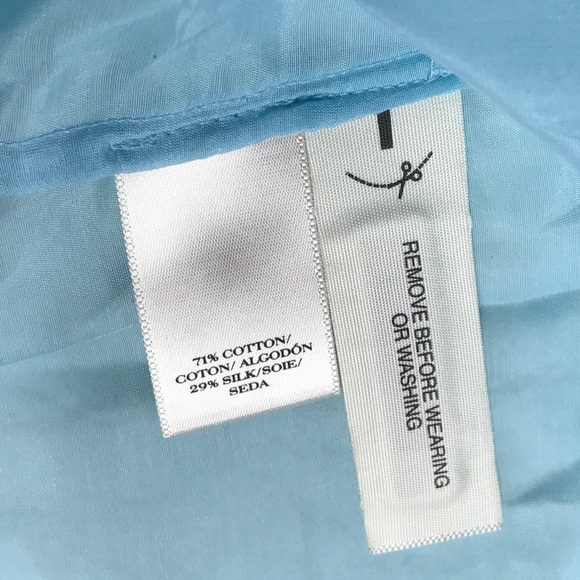 71% COTTON/
COTON/ ALGODÓN
29% SILK/SOIE/
SEDA
REMOVE BEFORE WEARING
OR WASHING